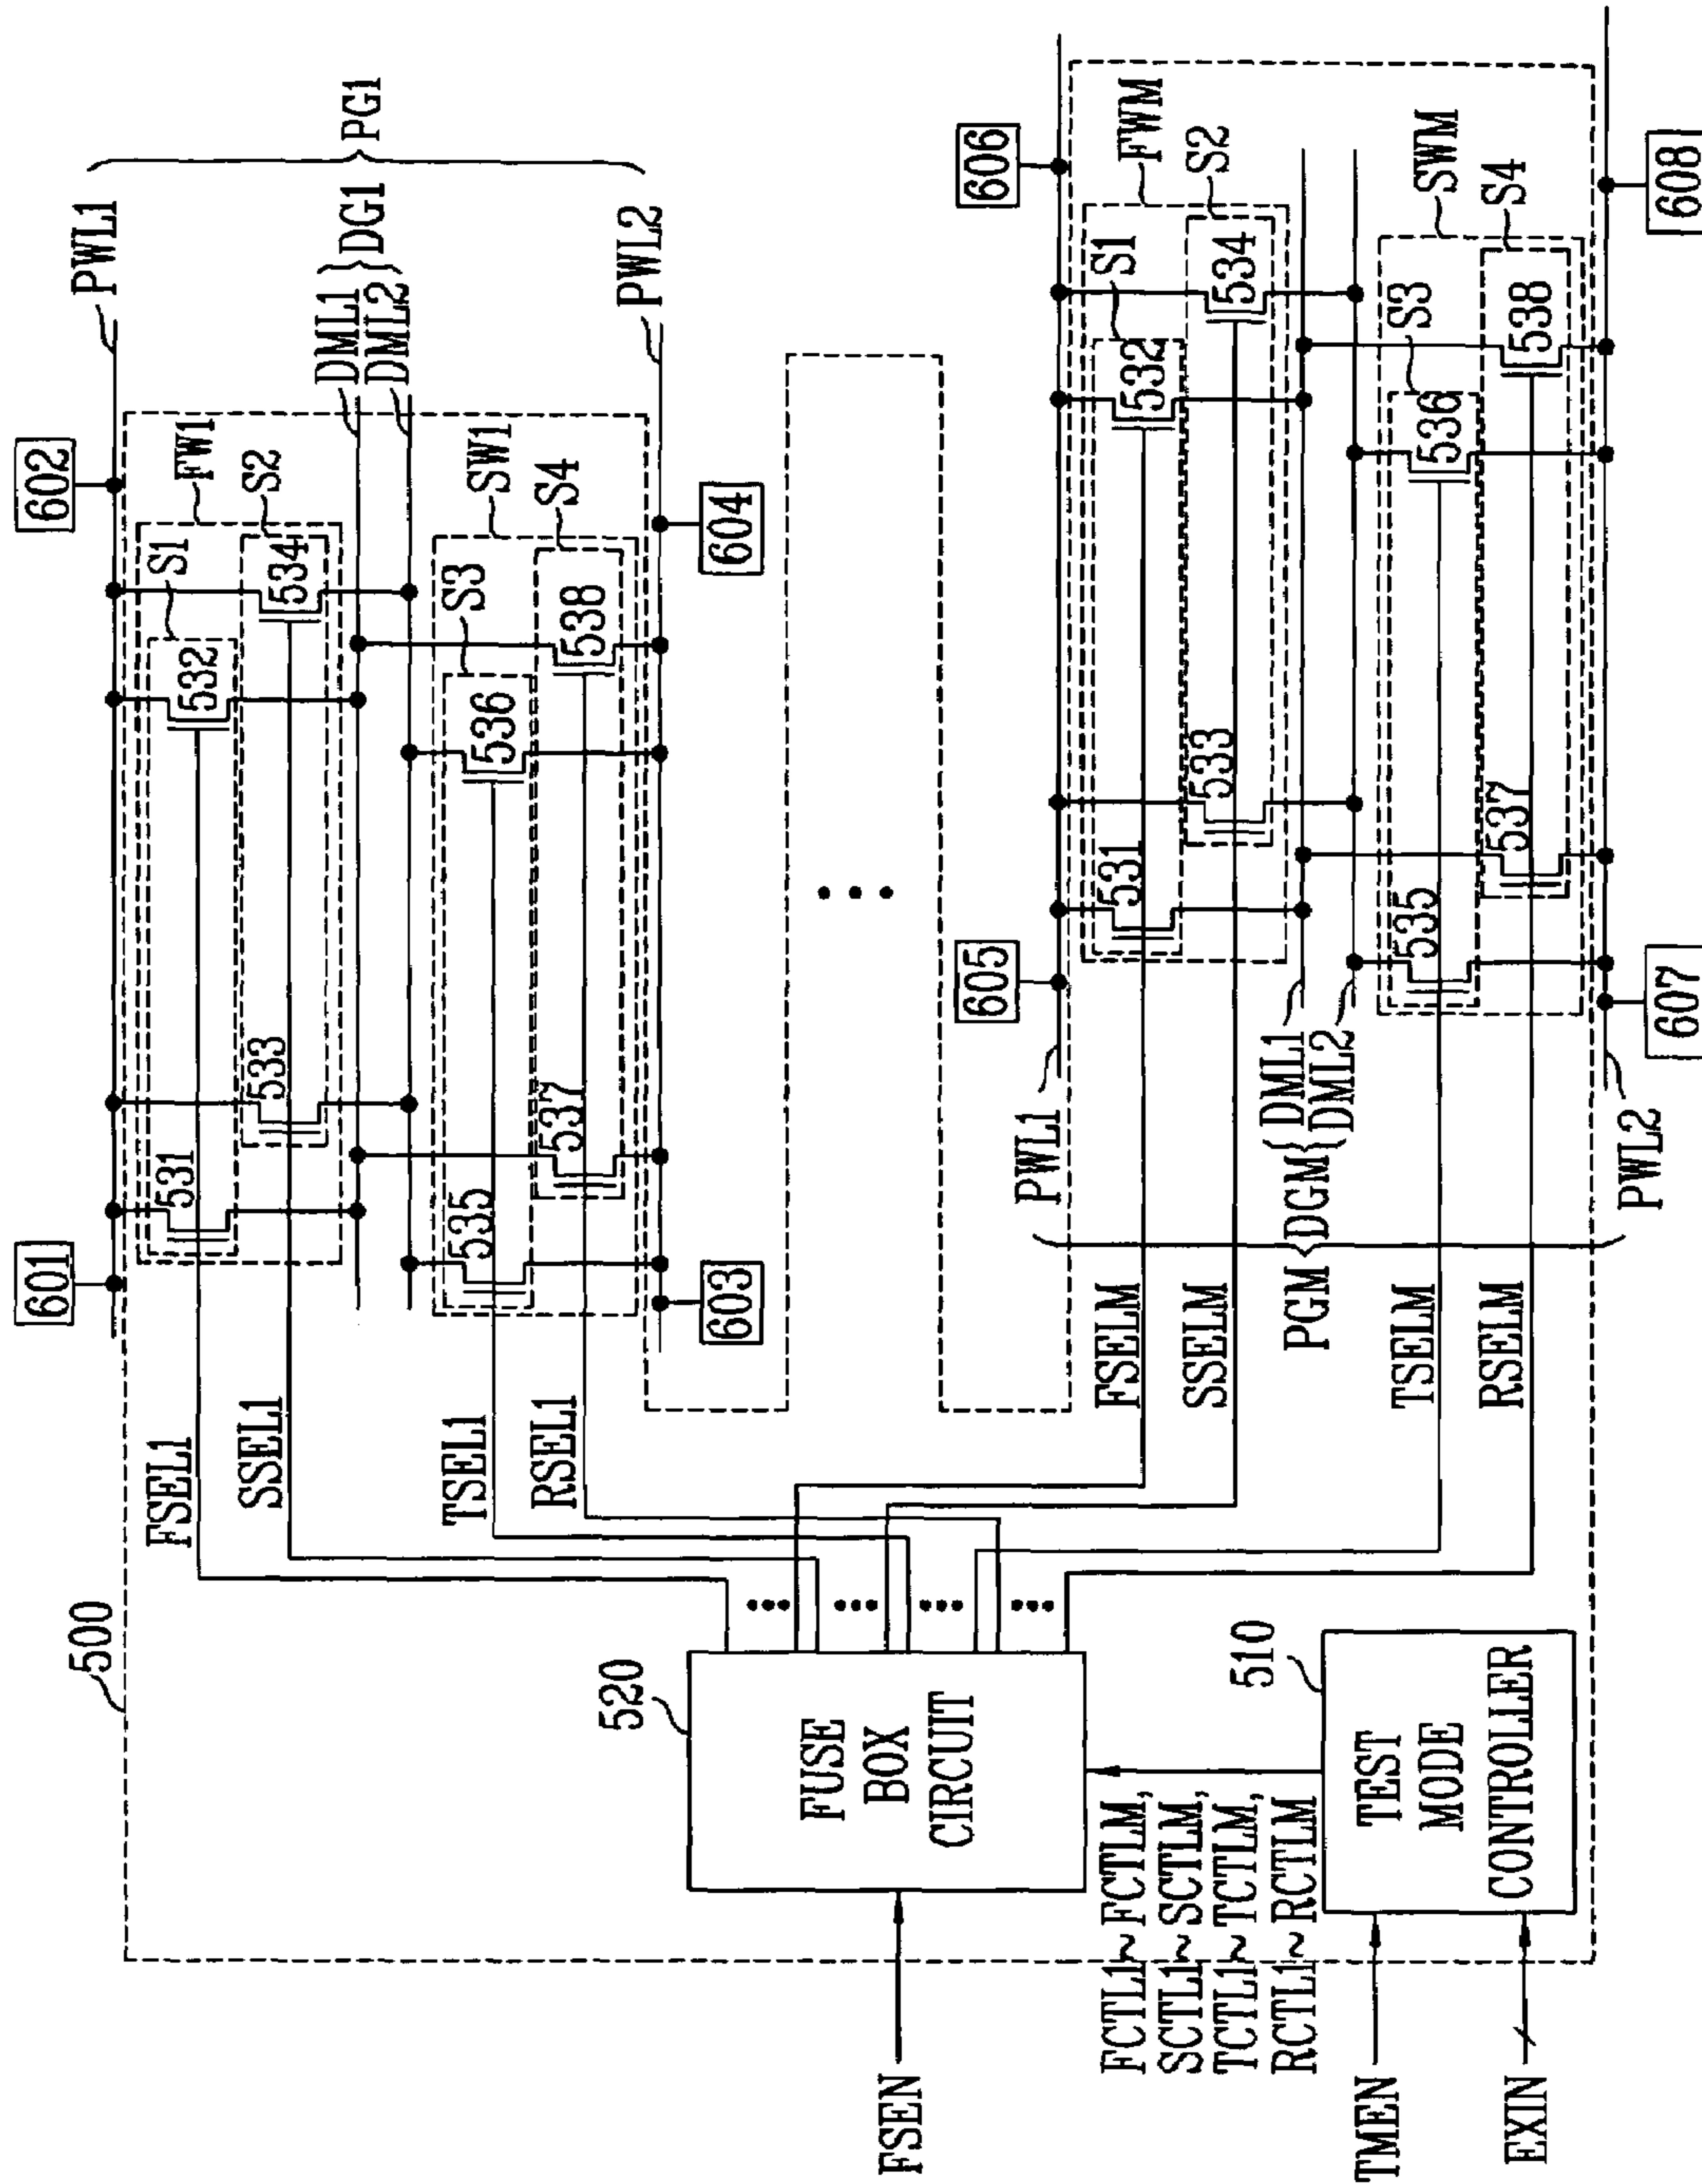 500
520
FUSE
BOX
CIRCUIT
FSEN
510
TEST
MODE
CONTROLLER
TMEN
EXIN
FCTL1~FCTLM,
SCTL1~SCTLM,
TCTL1~TCTLM,
RCTL1~RCTLM
FSEL1
SSEL1
TSEL1
RSEL1
601
602
PWL1
531
532
S1
FW1
533
534
S2
DML1
DML2
DG1
PG1
535
536
S3
SW1
537
538
S4
603
604
PWL2
FSELM
SSELM
TSELM
RSELM
PWL1
605
606
531
532
S1
FWM
533
534
S2
PGM
DGM
DML1
DML2
535
536
S3
SWM
537
538
S4
PWL2
607
608